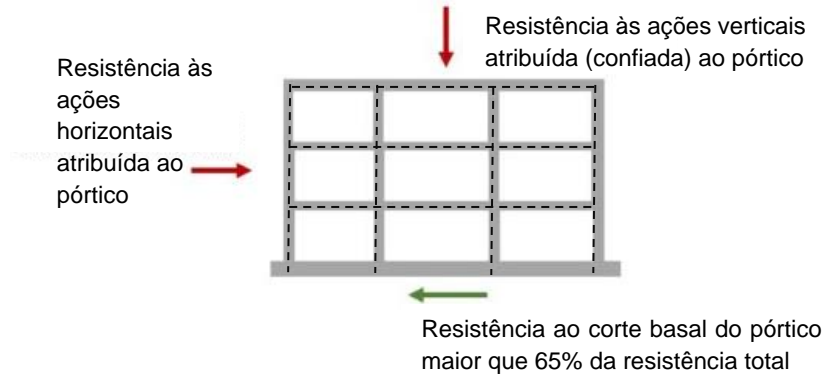 Resistência às ações verticais
atribuída (confiada) ao pórtico
Resistência às
ações
horizontais
atribuída ao
pórtico
Resistência ao corte basal do pórtico
maior que 65% da resistência total